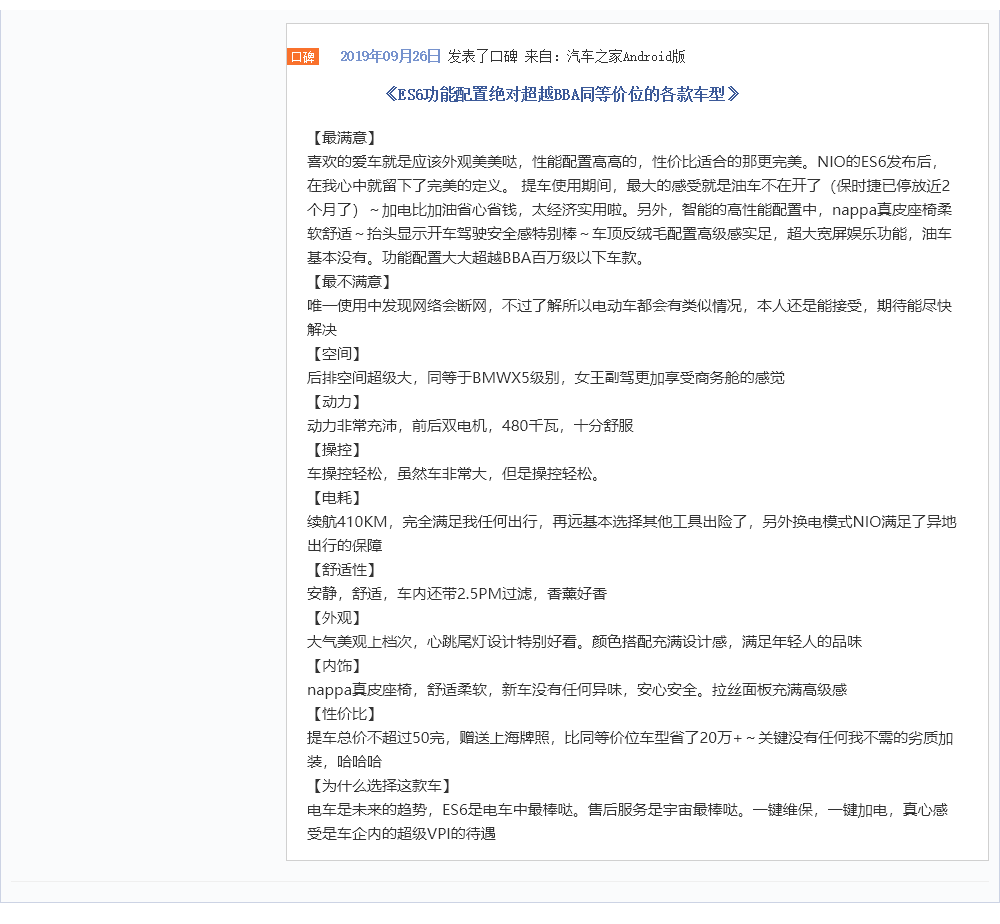 口碑 2019年09月26日 发表了口碑 来自：汽车之家Android版
《ES6功能配置绝对超越BBA同等价位的各款车型》
【最满意】
喜欢的爱车就是应该外观美美哒，性能配置高高的，性价比适合的那更完美。NIO的ES6发布后，
在我心中就留下了完美的定义。 提车使用期间，最大的感受就是油车不在开了（保时捷已停放近2
个月了）～加电比加油省心省钱，太经济实用啦。另外，智能的高性能配置中，nappa真皮座椅柔
软舒适～抬头显示开车驾驶安全感特别棒～车顶反绒毛配置高级感实足，超大宽屏娱乐功能，油车
基本没有。功能配置大大超越BBA百万级以下车款。
【最不满意】
唯一使用中发现网络会断网，不过了解所以电动车都会有类似情况，本人还是能接受，期待能尽快
解决
【空间】
后排空间超级大，同等于BMWX5级别，女王副驾更加享受商务舱的感觉
【动力】
动力非常充沛，前后双电机，480千瓦，十分舒服
【操控】
车操控轻松，虽然车非常大，但是操控轻松。
【电耗】
续航410KM，完全满足我任何出行，再远基本选择其他工具出险了，另外换电模式NIO满足了异地
出行的保障
【舒适性】
安静，舒适，车内还带2.5PM过滤，香薰好香
【外观】
大气美观上档次，心跳尾灯设计特别好看。颜色搭配充满设计感，满足年轻人的品味
【内饰】
nappa真皮座椅，舒适柔软，新车没有任何异味，安心安全。拉丝面板充满高级感
【性价比】
提车总价不超过50完，赠送上海牌照，比同等价位车型省了20万+～关键没有任何我不需的劣质加
装，哈哈哈
【为什么选择这款车】
电车是未来的趋势，ES6是电车中最棒哒。售后服务是宇宙最棒哒。一键维保，一键加电，真心感
受是车企内的超级VPI的待遇